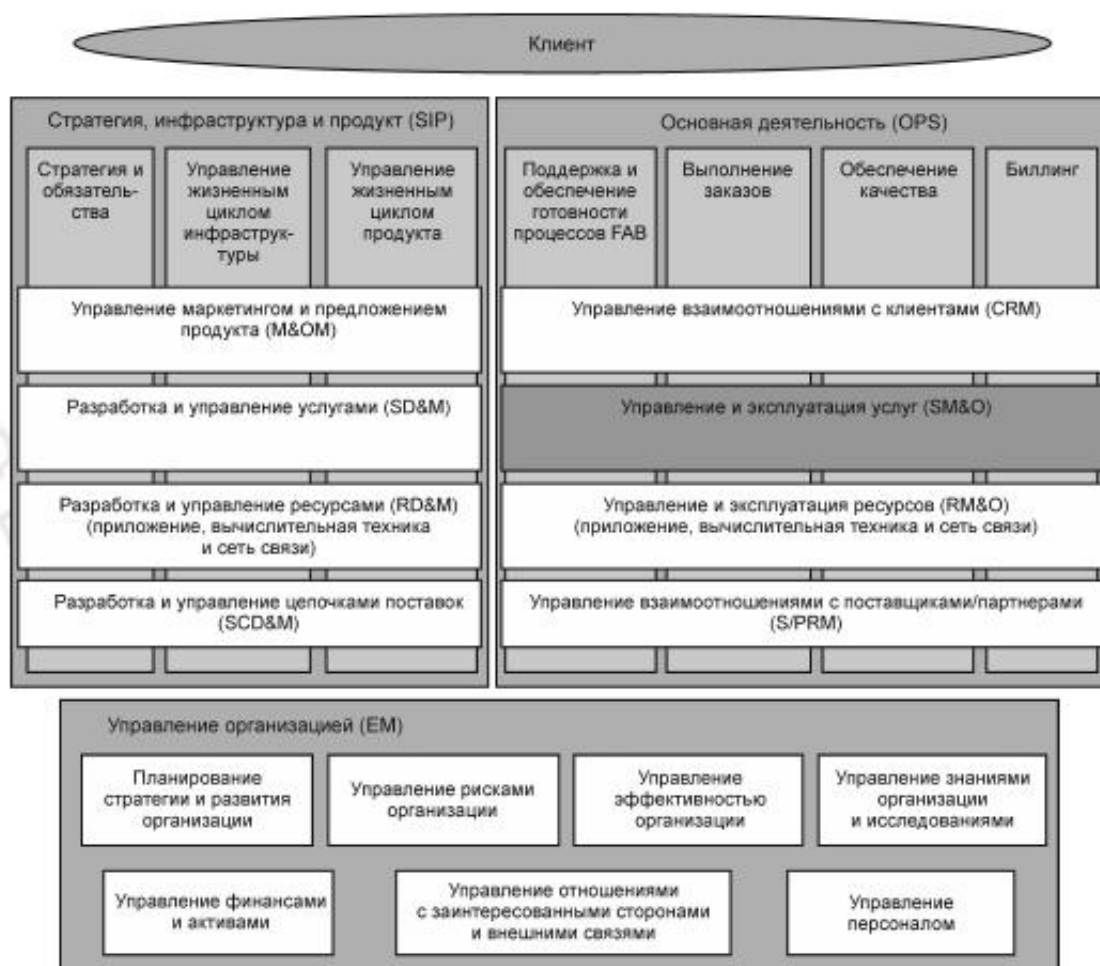 Клиент
Стратегия, инфраструктура и продукт (SIP)
Стратегия и
обязатель-
ства
Управление
жизненным
циклом
инфраструк-
туры
Управление
жизненным
циклом
продукта
Управление маркетингом и предложением
продукта (M&OM)
Разработка и управление услугами (SD&M)
Разработка и управление ресурсами (RD&M)
(приложение, вычислительная техника
и сеть связи)
Разработка и управление цепочками поставок
(SCD&M)
Основная деятельность (OPS)
Поддержка и
обеспечение
готовности
процессов FAB
Выполнение
заказов
Обеспечение
качества
Биллинг
Управление взаимоотношениями с клиентами (CRM)
Управление и эксплуатация услуг (SM&O)
Управление и эксплуатация ресурсов (RM&O)
(приложение, вычислительная техника и сеть связи)
Управление взаимоотношениями с поставщиками/партнерами
(S/PRM)
Управление организацией (EM)
Планирование
стратегии и развития
организации
Управление рисками
организации
Управление
эффективностью
организации
Управление знаниями
организации
и исследованиями
Управление финансами
и активами
Управление отношениями
с заинтересованными сторонами
и внешними связями
Управление
персоналом